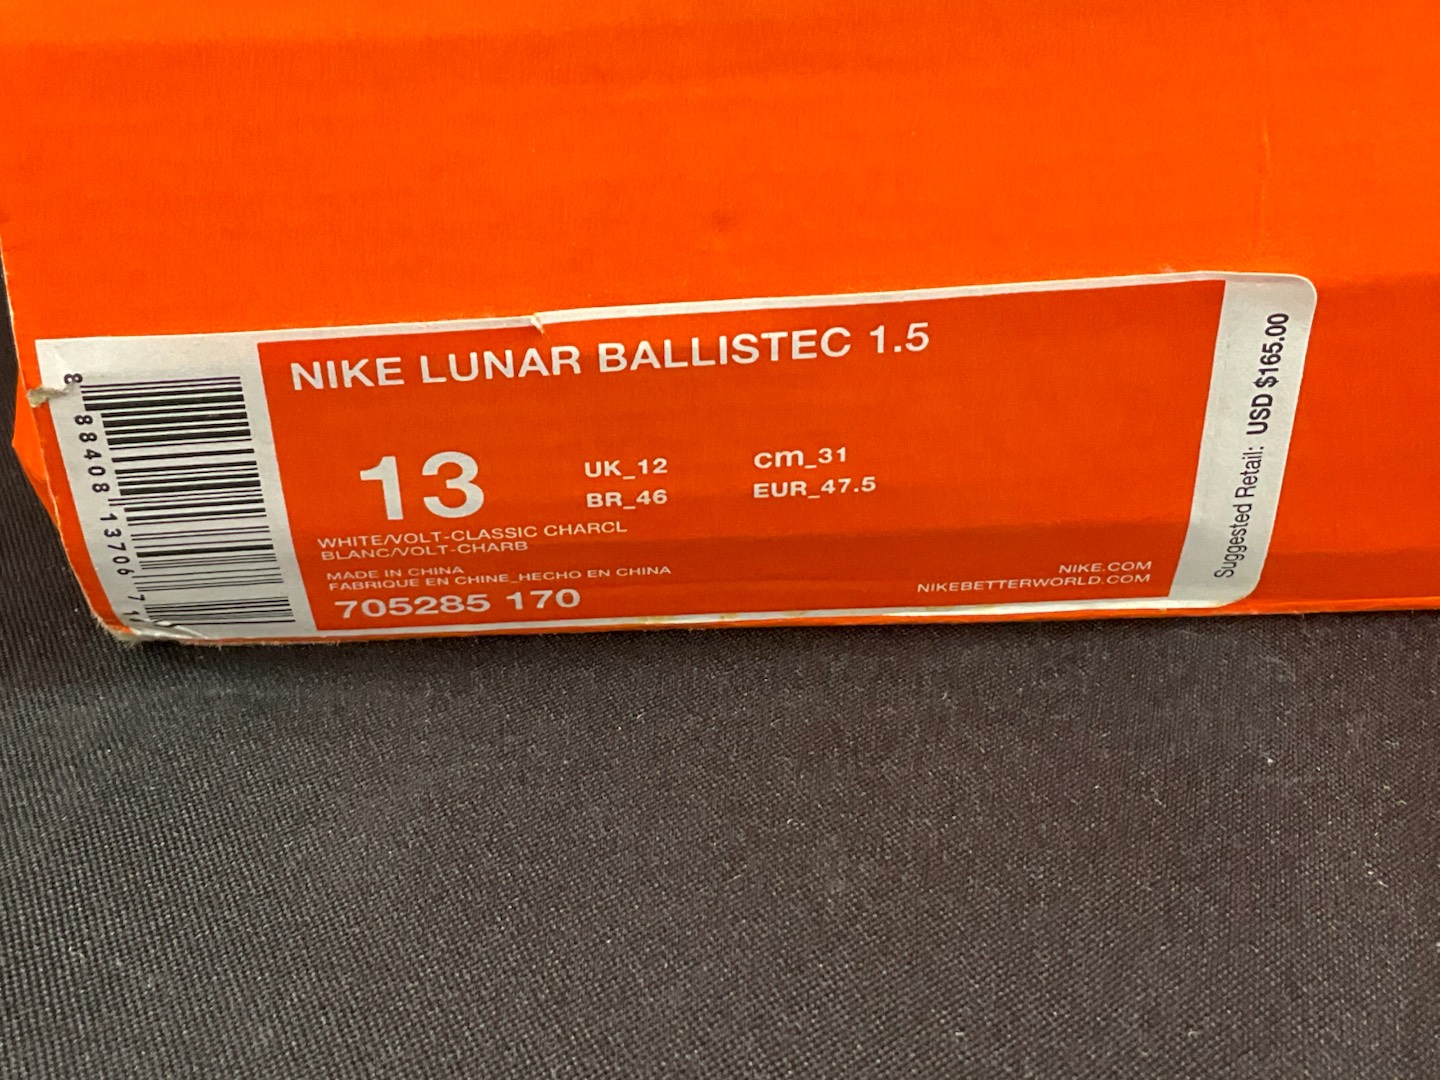 NIKE LUNAR BALLISTEC 1.5
13
UK_12
cm_31
BR_46
EUR_47.5
WHITE/VOLT-CLASSIC CHARCL
BLANC/VOLT-CHARB
MADE IN CHINA
FABRIQUE EN CHINE_HECHO EN CHINA
705285 170
NIKE.COM
NIKEBETTERWORLD.COM
8 88408 13706 7
Suggested Retail: USD $165.00